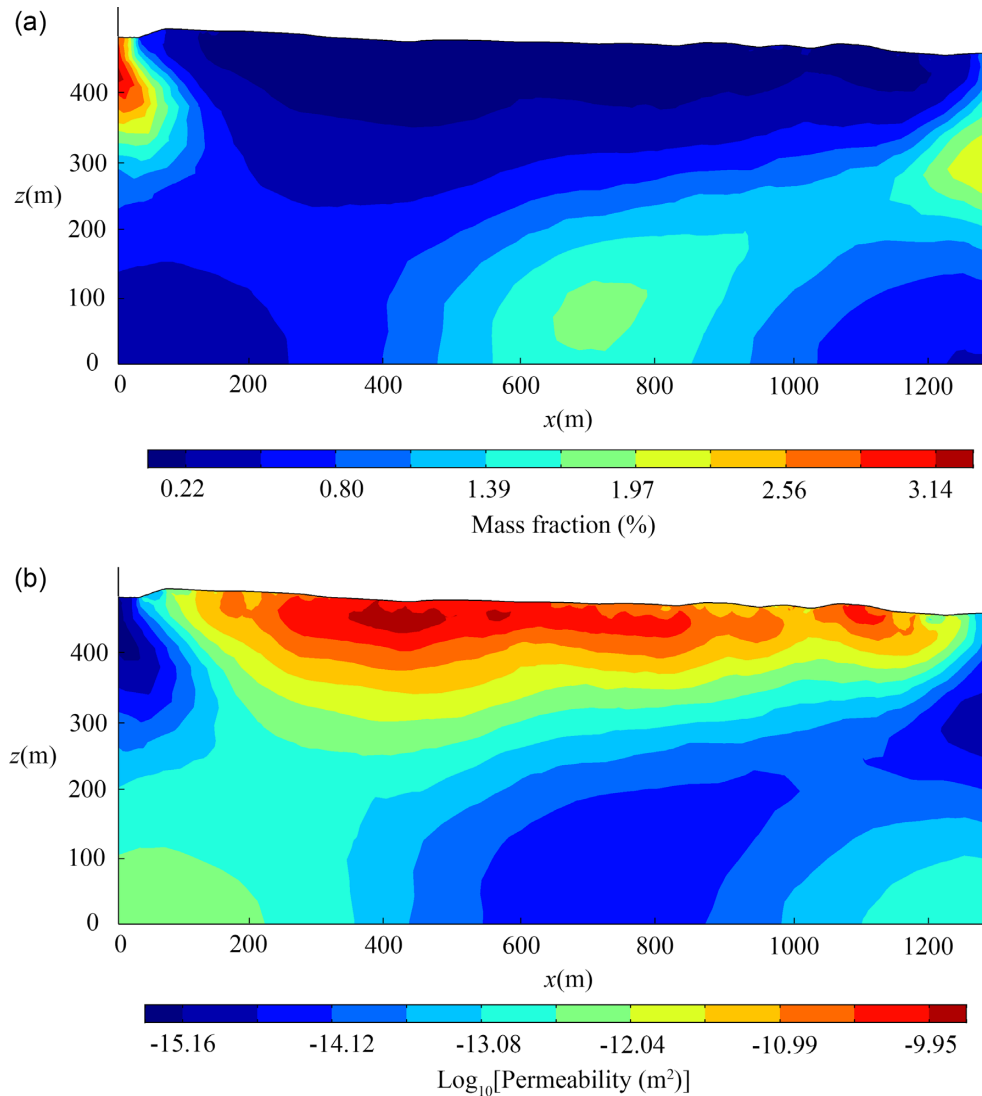 (a)
400
300
z(m)
200
100
0
0 200 400 600 800 1000 1200
x(m)
0.22 0.80 1.39 1.97 2.56 3.14
Mass fraction (%)
(b)
400
300
z(m)
200
100
0
0 200 400 600 800 1000 1200
x(m)
-15.16 -14.12 -13.08 -12.04 -10.99 -9.95
Log₁₀[Permeability (m²)]